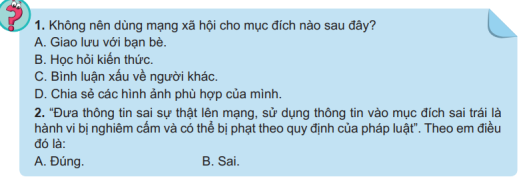 1. Không nên dùng mạng xã hội cho mục đích nào sau đây?
A. Giao lưu với bạn bè.
B. Học hỏi kiến thức.
C. Bình luận xấu về người khác.
D. Chia sẻ các hình ảnh phù hợp của mình.
2. “Đưa thông tin sai sự thật lên mạng, sử dụng thông tin vào mục đích sai trái là
hành vi bị nghiêm cấm và có thể bị phạt theo quy định của pháp luật”. Theo em điều
đó là:
A. Đúng. B. Sai.